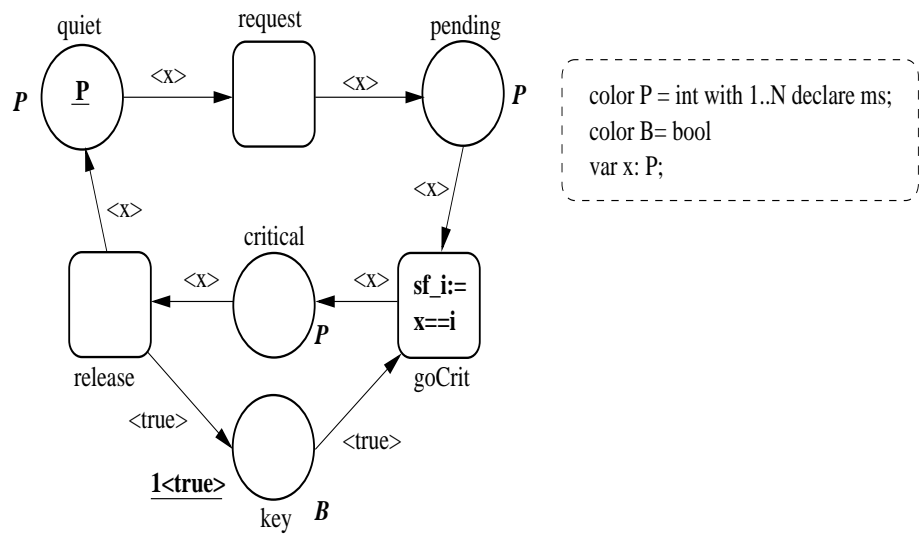 quiet
request
pending
P
P
<x>
<x>
P
color P = int with 1..N declare ms;
color B= bool
var x: P;
<x>
<x>
critical
<x>
<x>
sf_i:=
x==i
P
release
goCrit
<true>
<true>
1<true>
key
B